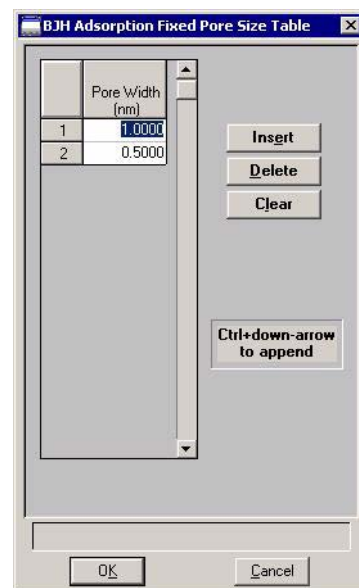 BJH Adsorption Fixed Pore Size Table
Pore Width
(nm)
1 1.0000
2 0.5000
Insert
Delete
Clear
Ctrl+down-arrow
to append
OK
Cancel